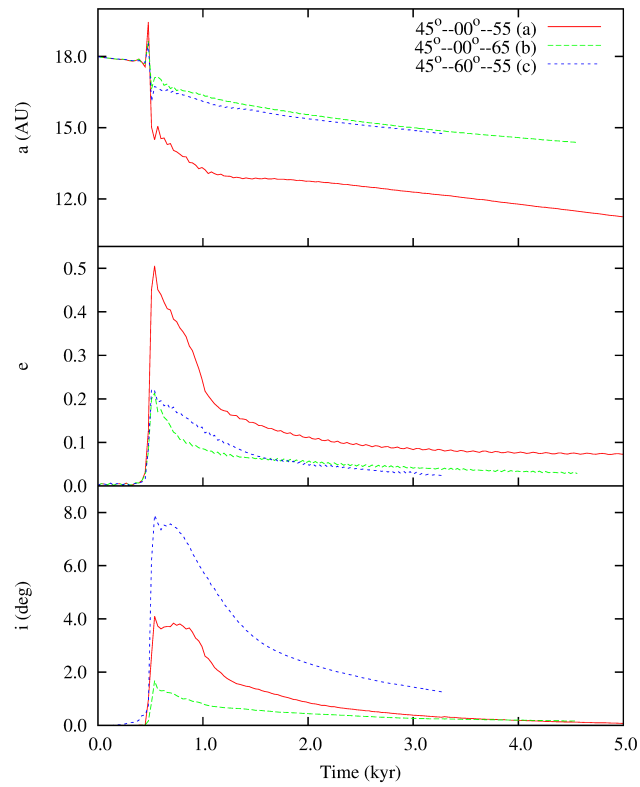 45°--00°--55 (a)
45°--00°--65 (b)
45°--60°--55 (c)
18.0
15.0
12.0
a (AU)
0.5
0.4
0.3
0.2
0.1
0.0
e
8.0
6.0
4.0
2.0
0.0
i (deg)
0.0 1.0 2.0 3.0 4.0 5.0
Time (kyr)